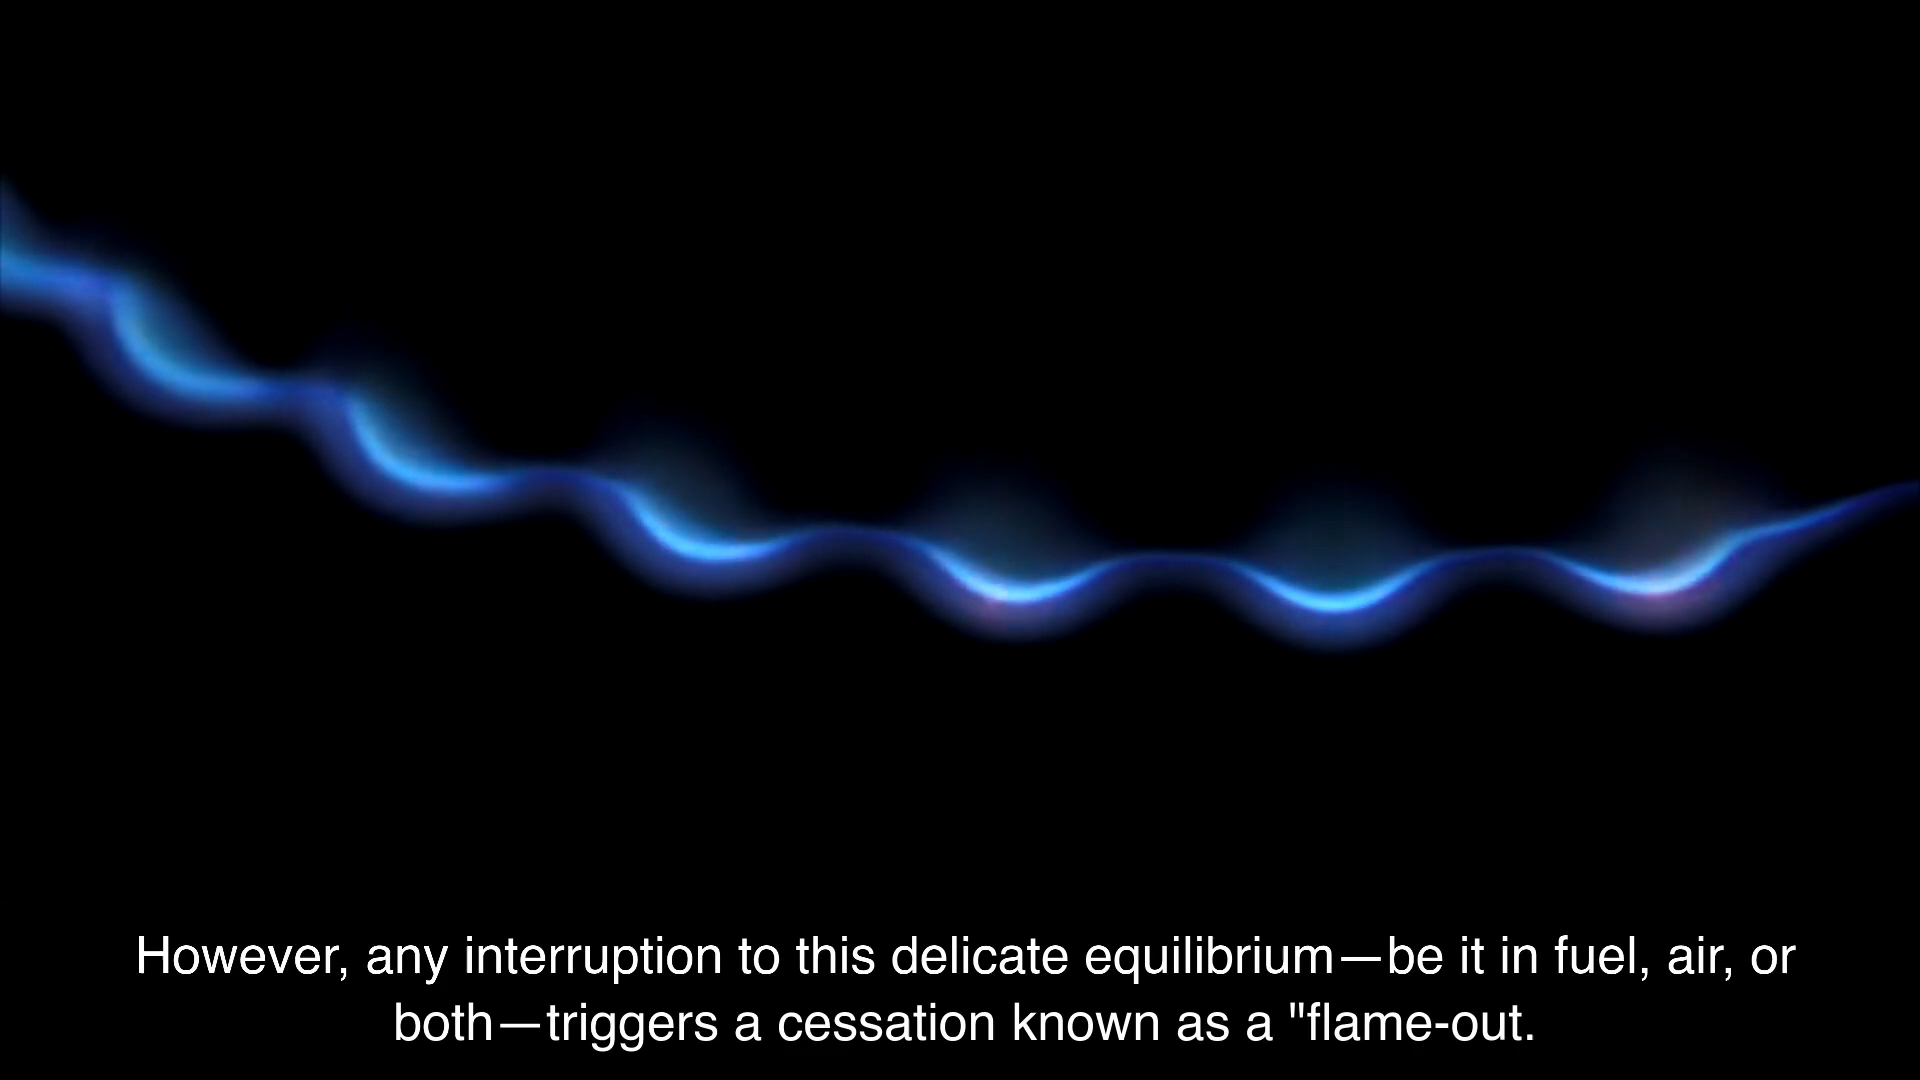 However, any interruption to this delicate equilibrium—be it in fuel, air, or
both—triggers a cessation known as a "flame-out.